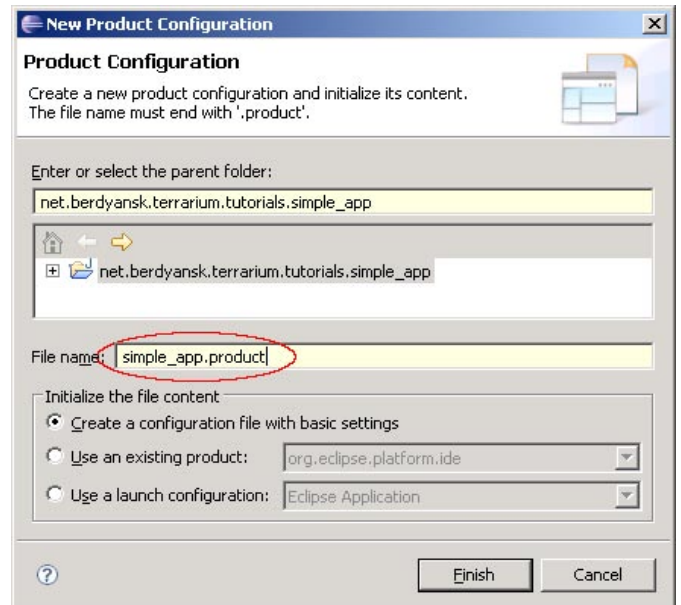 New Product Configuration
Product Configuration
Create a new product configuration and initialize its content.
The file name must end with '.product'.
Enter or select the parent folder:
net.berdyansk.terrarium.tutorials.simple_app
net.berdyansk.terrarium.tutorials.simple_app
File name: simple_app.product
Initialize the file content
Create a configuration file with basic settings
Use an existing product: org.eclipse.platform.ide
Use a launch configuration: Eclipse Application
Finish Cancel